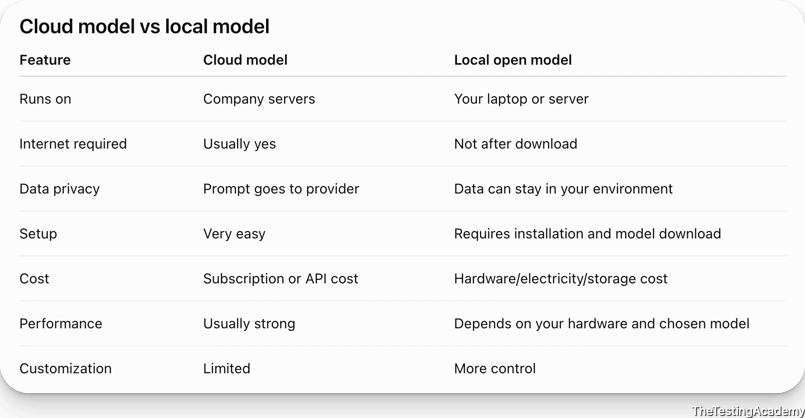 Cloud model vs local model
Feature Cloud model Local open model
Runs on Company servers Your laptop or server
Internet required Usually yes Not after download
Data privacy Prompt goes to provider Data can stay in your environment
Setup Very easy Requires installation and model download
Cost Subscription or API cost Hardware/electricity/storage cost
Performance Usually strong Depends on your hardware and chosen model
Customization Limited More control
TheTestingAcademy